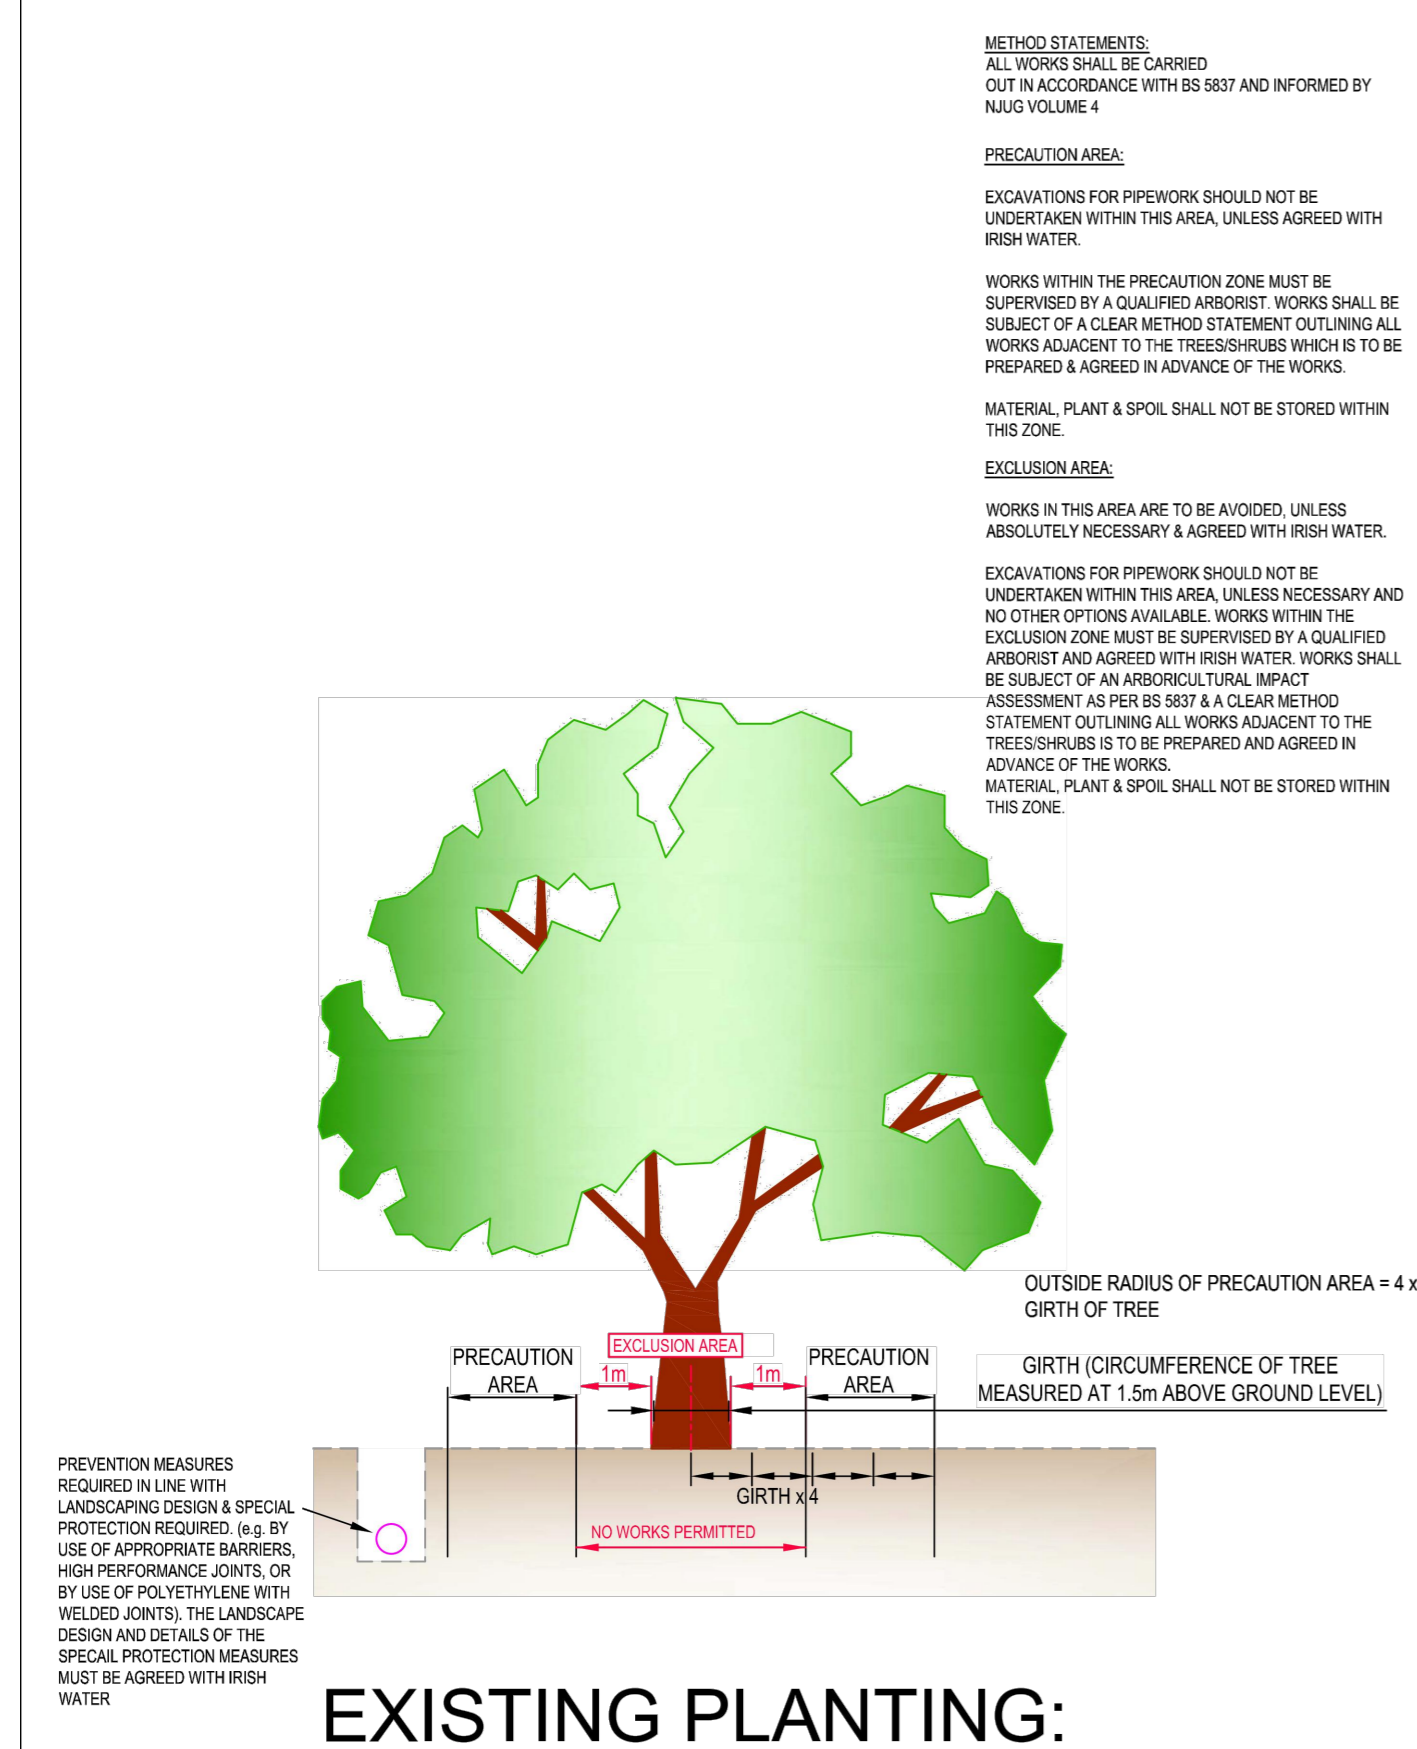 METHOD STATEMENTS:
ALL WORKS SHALL BE CARRIED
OUT IN ACCORDANCE WITH BS 5837 AND INFORMED BY
NJUG VOLUME 4
PRECAUTION AREA:
EXCAVATIONS FOR PIPEWORK SHOULD NOT BE
UNDERTAKEN WITHIN THIS AREA, UNLESS AGREED WITH
IRISH WATER.
WORKS WITHIN THE PRECAUTION ZONE MUST BE
SUPERVISED BY A QUALIFIED ARBORIST. WORKS SHALL BE
SUBJECT OF A CLEAR METHOD STATEMENT OUTLINING ALL
WORKS ADJACENT TO THE TREES/SHRUBS WHICH IS TO BE
PREPARED & AGREED IN ADVANCE OF THE WORKS.
MATERIAL, PLANT & SPOIL SHALL NOT BE STORED WITHIN
THIS ZONE.
EXCLUSION AREA:
WORKS IN THIS AREA ARE TO BE AVOIDED, UNLESS
ABSOLUTELY NECESSARY & AGREED WITH IRISH WATER.
EXCAVATIONS FOR PIPEWORK SHOULD NOT BE
UNDERTAKEN WITHIN THIS AREA, UNLESS NECESSARY AND
NO OTHER OPTIONS AVAILABLE. WORKS WITHIN THE
EXCLUSION ZONE MUST BE SUPERVISED BY A QUALIFIED
ARBORIST AND AGREED WITH IRISH WATER. WORKS SHALL
BE SUBJECT OF AN ARBORICULTURAL IMPACT
ASSESSMENT AS PER BS 5837 & A CLEAR METHOD
STATEMENT OUTLINING ALL WORKS ADJACENT TO THE
TREES/SHRUBS IS TO BE PREPARED AND AGREED IN
ADVANCE OF THE WORKS.
MATERIAL, PLANT & SPOIL SHALL NOT BE STORED WITHIN
THIS ZONE.
OUTSIDE RADIUS OF PRECAUTION AREA = 4 x
GIRTH OF TREE
EXCLUSION AREA
PRECAUTION
AREA
1m
1m
PRECAUTION
AREA
GIRTH (CIRCUMFERENCE OF TREE
MEASURED AT 1.5m ABOVE GROUND LEVEL)
GIRTH x 4
NO WORKS PERMITTED
PREVENTION MEASURES
REQUIRED IN LINE WITH
LANDSCAPING DESIGN & SPECIAL
PROTECTION REQUIRED. (e.g. BY
USE OF APPROPRIATE BARRIERS,
HIGH PERFORMANCE JOINTS, OR
BY USE OF POLYETHYLENE WITH
WELDED JOINTS). THE LANDSCAPE
DESIGN AND DETAILS OF THE
SPECAIL PROTECTION MEASURES
MUST BE AGREED WITH IRISH
WATER
EXISTING PLANTING: